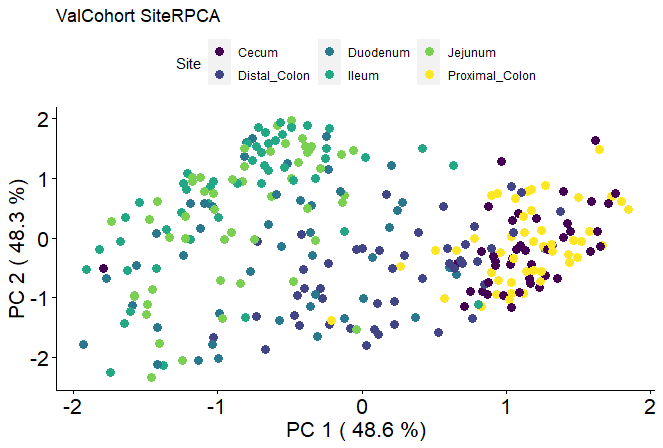 ValCohort SiteRPCA
Site
Cecum Duodenum Jejunum
Distal_Colon Ileum Proximal_Colon
PC 2 ( 48.3 %)
2
1
0
-1
-2
-2 -1 0 1 2
PC 1 ( 48.6 %)